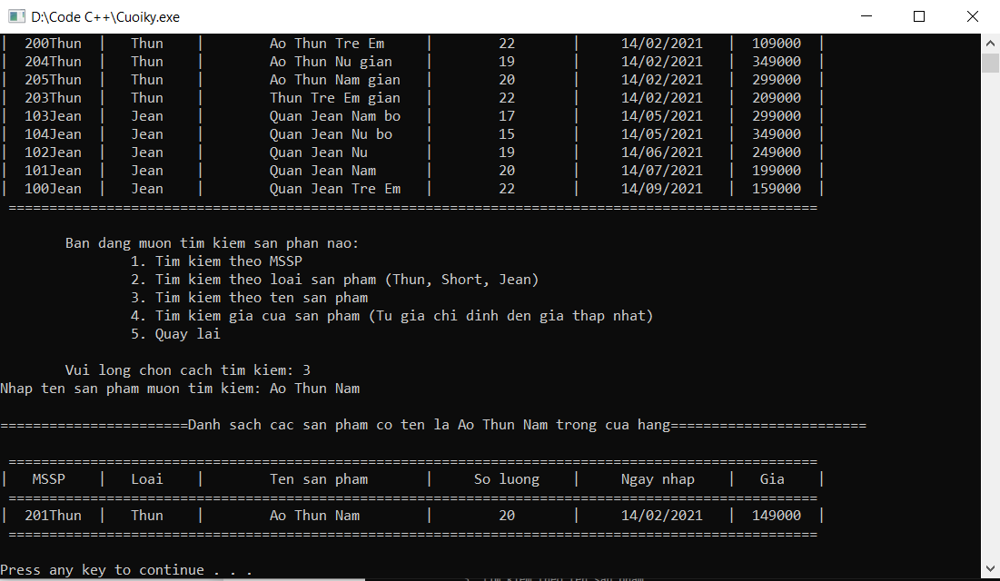 D:\Code C++\Cuoiky.exe
| 200Thun | Thun | Ao Thun Tre Em | 22 | 14/02/2021 | 109000 |
| 204Thun | Thun | Ao Thun Nu gian | 19 | 14/02/2021 | 349000 |
| 205Thun | Thun | Ao Thun Nam gian | 20 | 14/02/2021 | 299000 |
| 203Thun | Thun | Thun Tre Em gian | 22 | 14/02/2021 | 209000 |
| 103Jean | Jean | Quan Jean Nam bo | 17 | 14/05/2021 | 299000 |
| 104Jean | Jean | Quan Jean Nu bo | 15 | 14/05/2021 | 349000 |
| 102Jean | Jean | Quan Jean Nu | 19 | 14/06/2021 | 249000 |
| 101Jean | Jean | Quan Jean Nam | 20 | 14/07/2021 | 199000 |
| 100Jean | Jean | Quan Jean Tre Em | 22 | 14/09/2021 | 159000 |
===================================================================================================
Ban dang muon tim kiem san phan nao:
1. Tim kiem theo MSSP
2. Tim kiem theo loai san pham (Thun, Short, Jean)
3. Tim kiem theo ten san pham
4. Tim kiem gia cua san pham (Tu gia chi dinh den gia thap nhat)
5. Quay lai
Vui long chon cach tim kiem: 3
Nhap ten san pham muon tim kiem: Ao Thun Nam
=======================Danh sach cac san pham co ten la Ao Thun Nam trong cua hang========================
===================================================================================================
| MSSP | Loai | Ten san pham | So luong | Ngay nhap | Gia |
===================================================================================================
| 201Thun | Thun | Ao Thun Nam | 20 | 14/02/2021 | 149000 |
===================================================================================================
Press any key to continue . . .